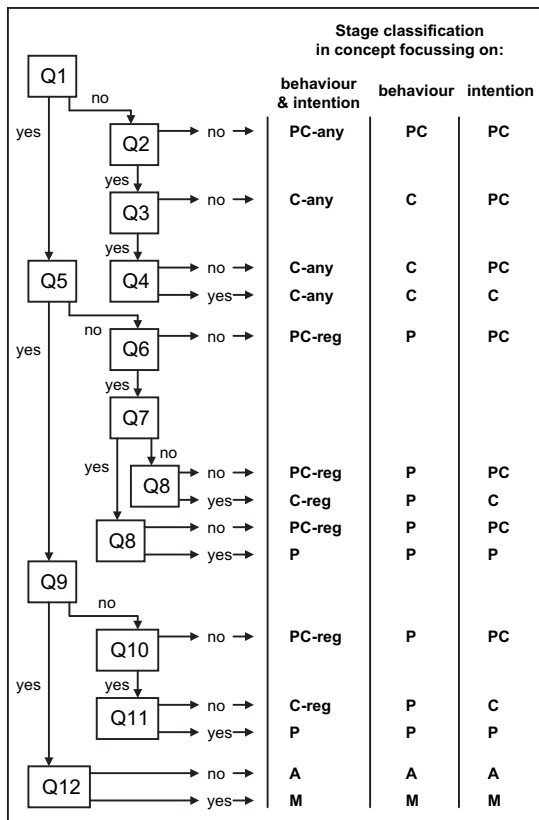 Stage classification
in concept focussing on:
behaviour & intention behaviour intention
Q1
no
yes
Q2 no PC-any PC PC
yes
Q3 no C-any C PC
yes
Q4 no C-any C PC
yes C-any C C
Q5
no
yes
Q6 no PC-reg P PC
yes
Q7
no
yes
Q8 no PC-reg P PC
yes C-reg P C
Q8 no PC-reg P PC
yes P P P
Q9
no
yes
Q10 no PC-reg P PC
yes
Q11 no C-reg P C
yes P P P
Q12 no A A A
yes M M M